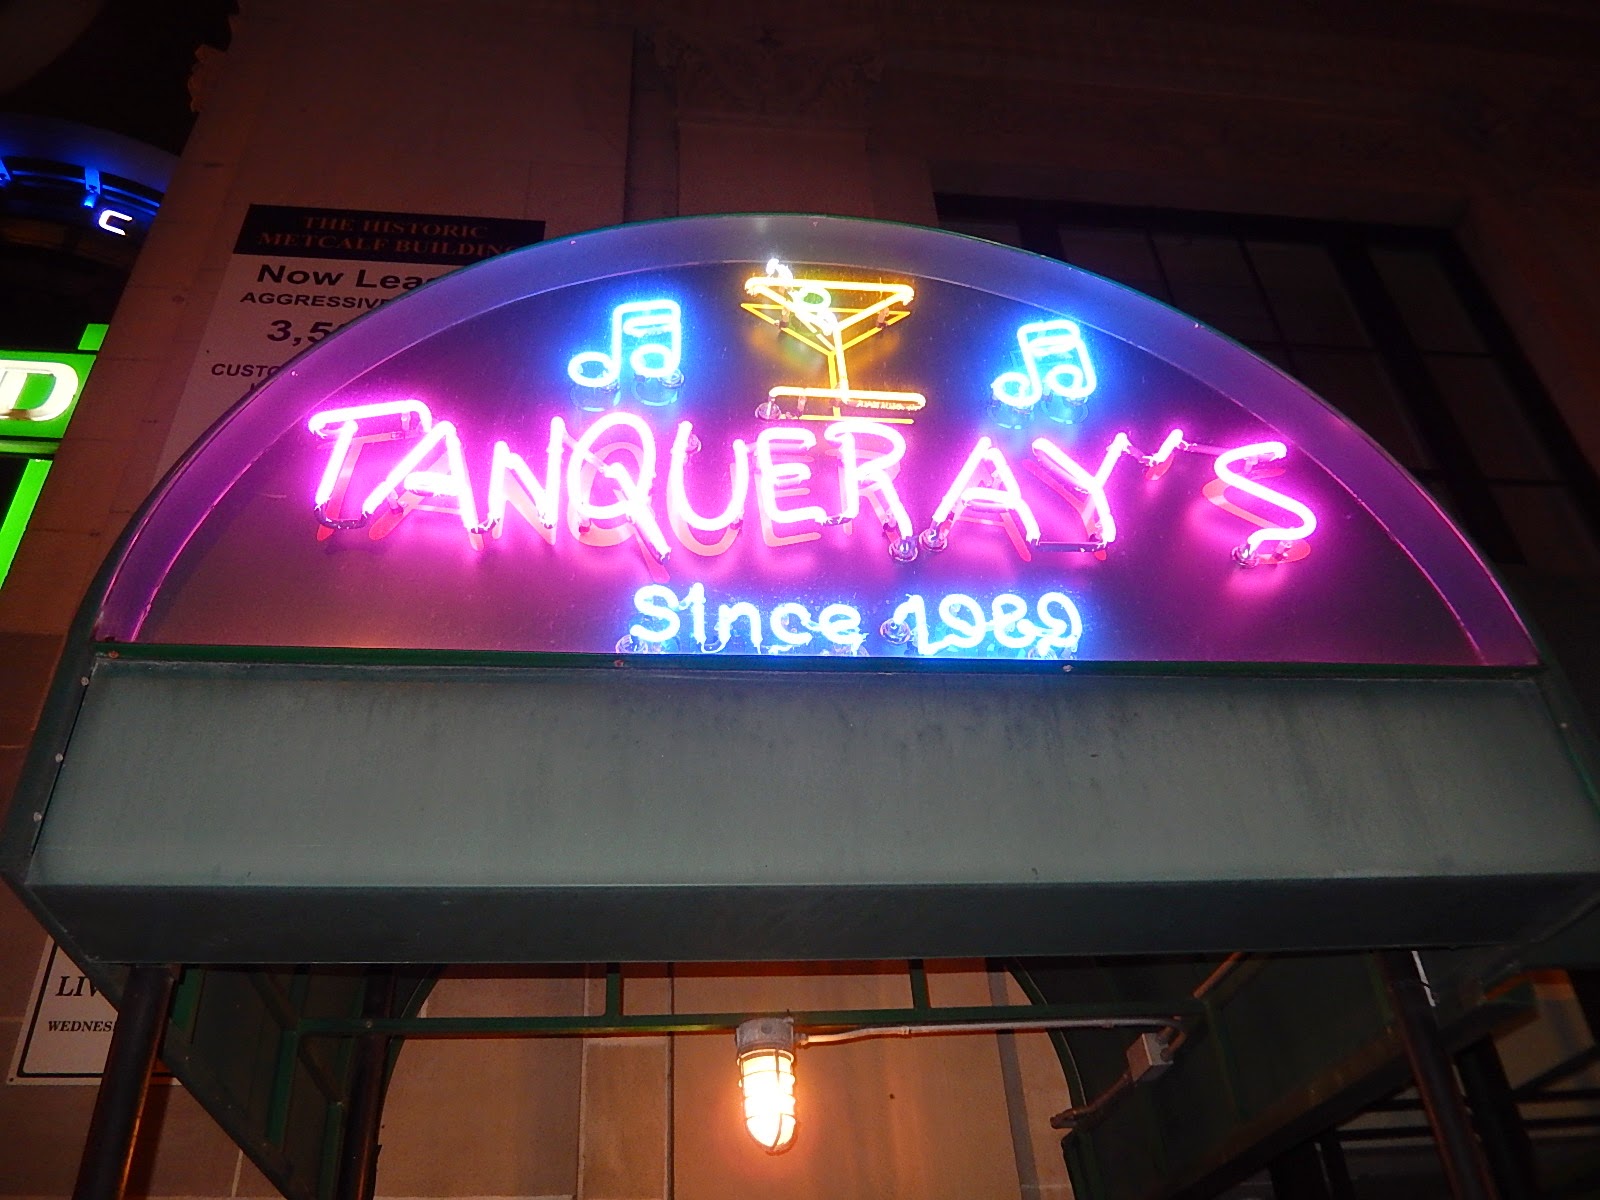 THE HISTORIC
METCALF BUILDING
Now Lea
AGGRESSIVE
3,5
CUSTO
C
D
TANQUERAY'S
Since 1989
LIV
WEDNES